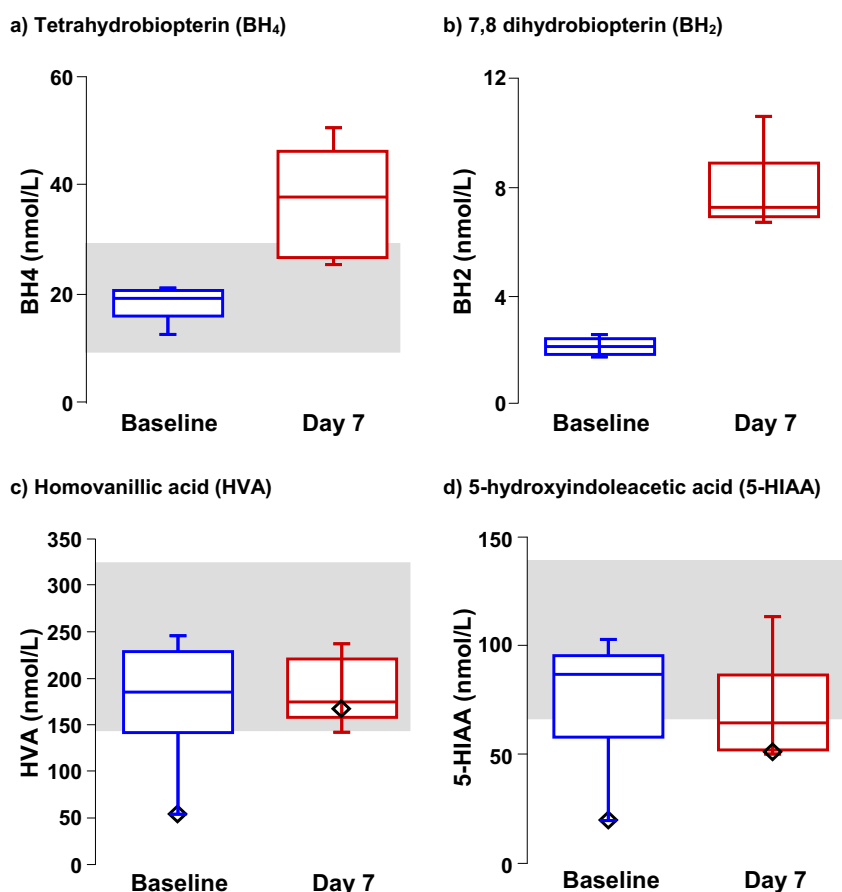 a) Tetrahydrobiopterin (BH₄)
60
40
20
0
BH4 (nmol/L)
Baseline Day 7
b) 7,8 dihydrobiopterin (BH₂)
12
8
4
0
BH2 (nmol/L)
Baseline Day 7
c) Homovanillic acid (HVA)
350
300
250
200
150
100
50
0
HVA (nmol/L)
Baseline Day 7
d) 5-hydroxyindoleacetic acid (5-HIAA)
150
100
50
0
5-HIAA (nmol/L)
Baseline Day 7